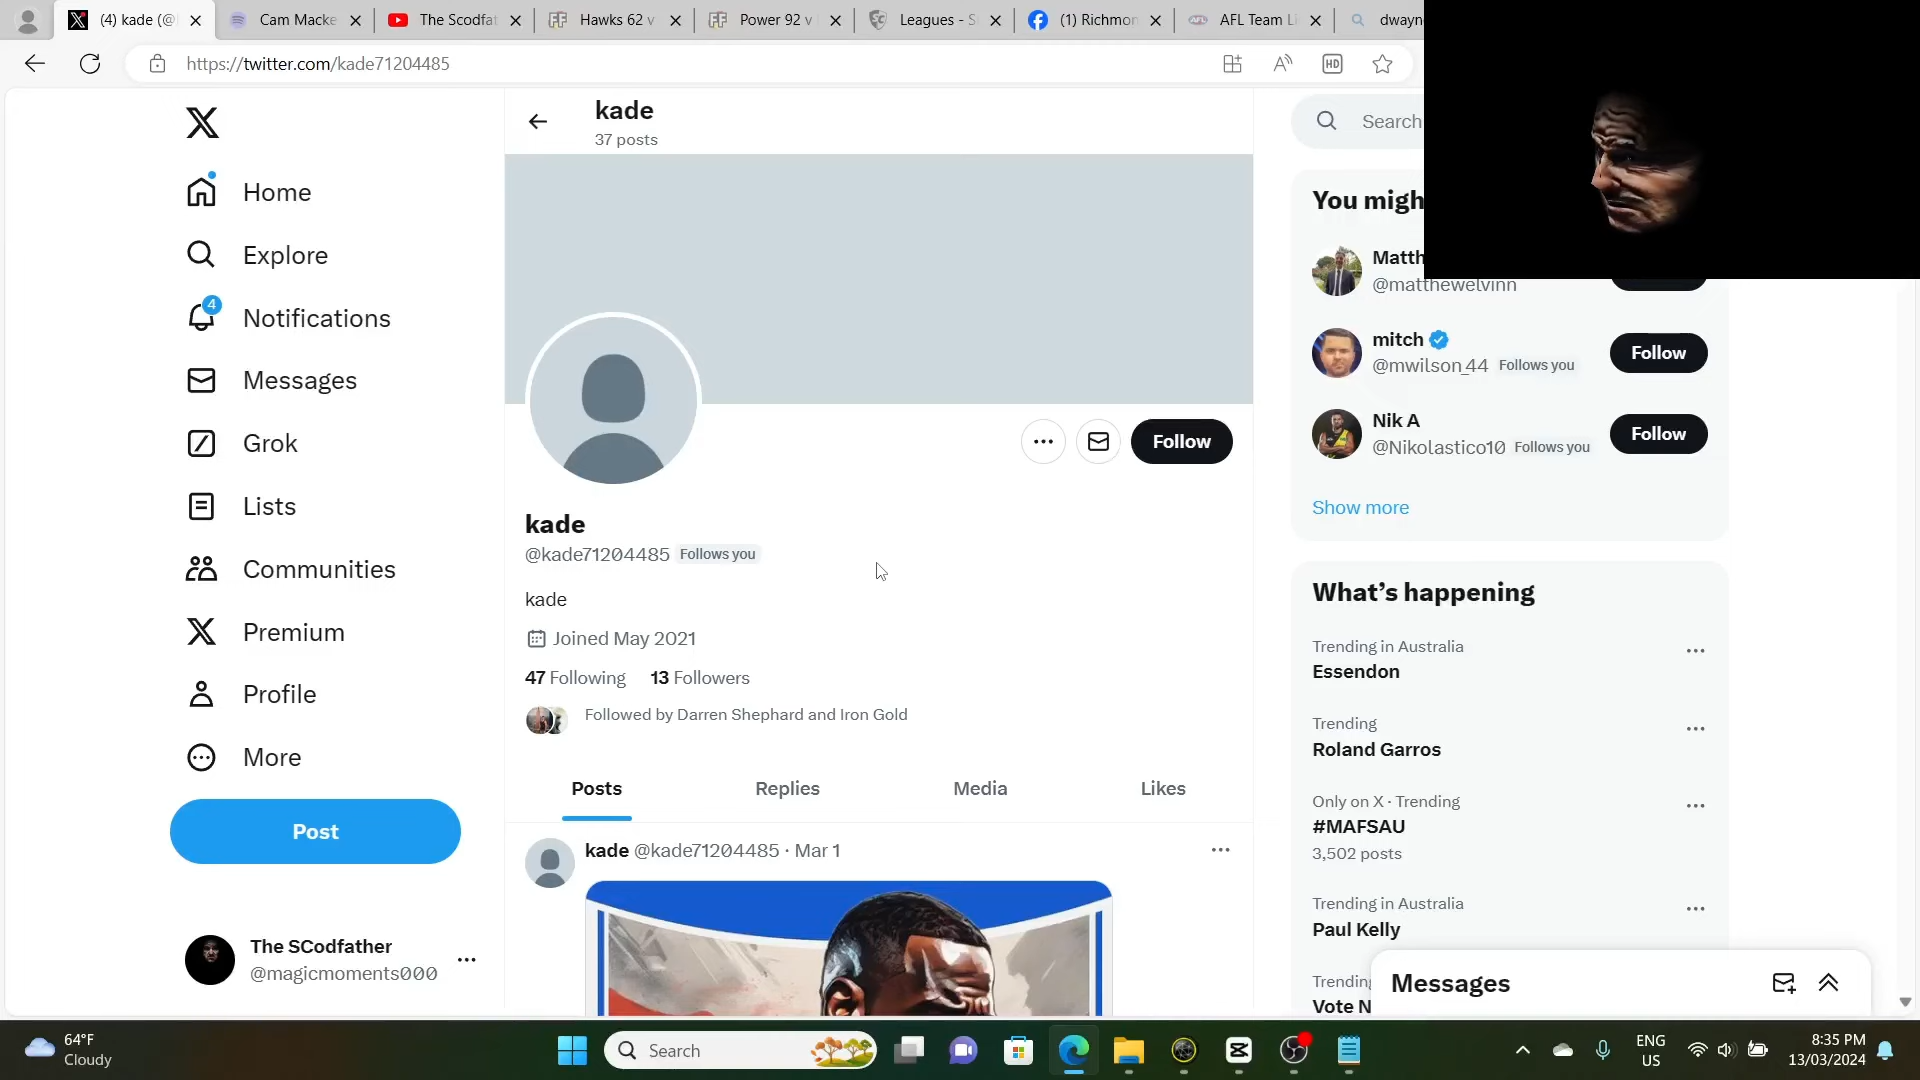 (4) kade (@
Cam Macke
The Scodfat
Hawks 62 v
Power 92 v
Leagues - S
(1) Richmon
AFL Team Li
dwayn
https://twitter.com/kade71204485
HD
kade
37 posts
Search
Home
Explore
4
Notifications
Messages
Grok
Lists
Communities
Premium
Profile
More
Post
The SCodfather
@magicmoments000
Follow
kade
@kade71204485 Follows you
kade
Joined May 2021
47 Following 13 Followers
Followed by Darren Shephard and Iron Gold
Posts Replies Media Likes
kade @kade71204485 · Mar 1
You migh
Matth
@matthewelvinn
mitch
@mwilson_44 Follows you
Follow
Nik A
@Nikolastico10 Follows you
Follow
Show more
What's happening
Trending in Australia
Essendon
Trending
Roland Garros
Only on X · Trending
#MAFSAU
3,502 posts
Trending in Australia
Paul Kelly
Trending
Vote N
Messages
64°F
Cloudy
Search
ENG
US
8:35 PM
13/03/2024